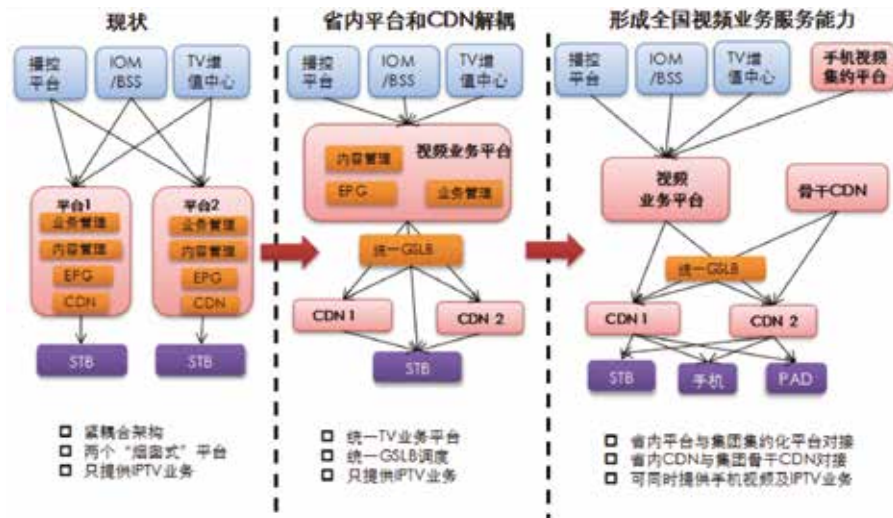 现状
播控
平台
IOM
/BSS
TV增
值中心
平台1
业务管理
内容管理
EPG
CDN
平台2
业务管理
内容管理
EPG
CDN
STB
STB
紧耦合架构
两个“烟囱式”平台
只提供IPTV业务
省内平台和CDN解耦
播控
平台
IOM
/BSS
TV增
值中心
视频业务平台
内容管理
EPG
业务管理
统一GSLB
CDN 1
CDN 2
STB
统一TV业务平台
统一GSLB调度
只提供IPTV业务
形成全国视频业务服务能力
播控
平台
IOM
/BSS
TV增
值中心
手机视频
集约平台
视频
业务平台
骨干CDN
统一GSLB
CDN 1
CDN 2
STB
手机
PAD
省内平台与集团集约化平台对接
省内CDN与集团骨干CDN对接
可同时提供手机视频及IPTV业务